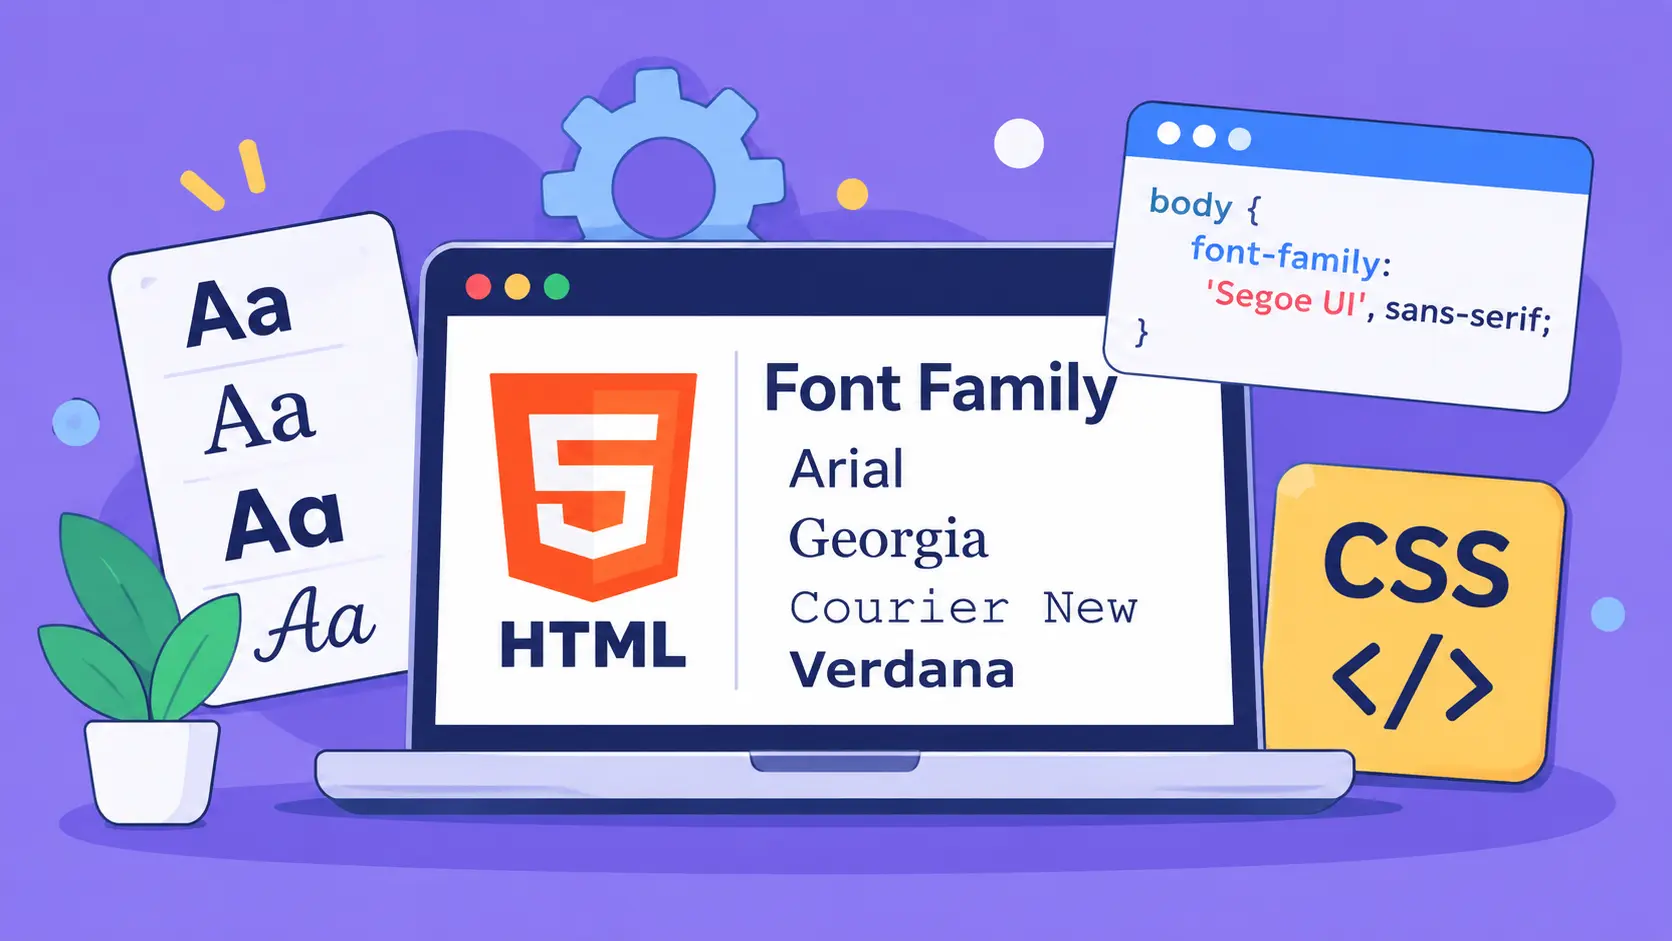 Aa
Aa
Aa
Aa
5
HTML
Font Family
Arial
Georgia
Courier New
Verdana
body {
font-family:
'Segoe UI', sans-serif;
}
CSS
</>